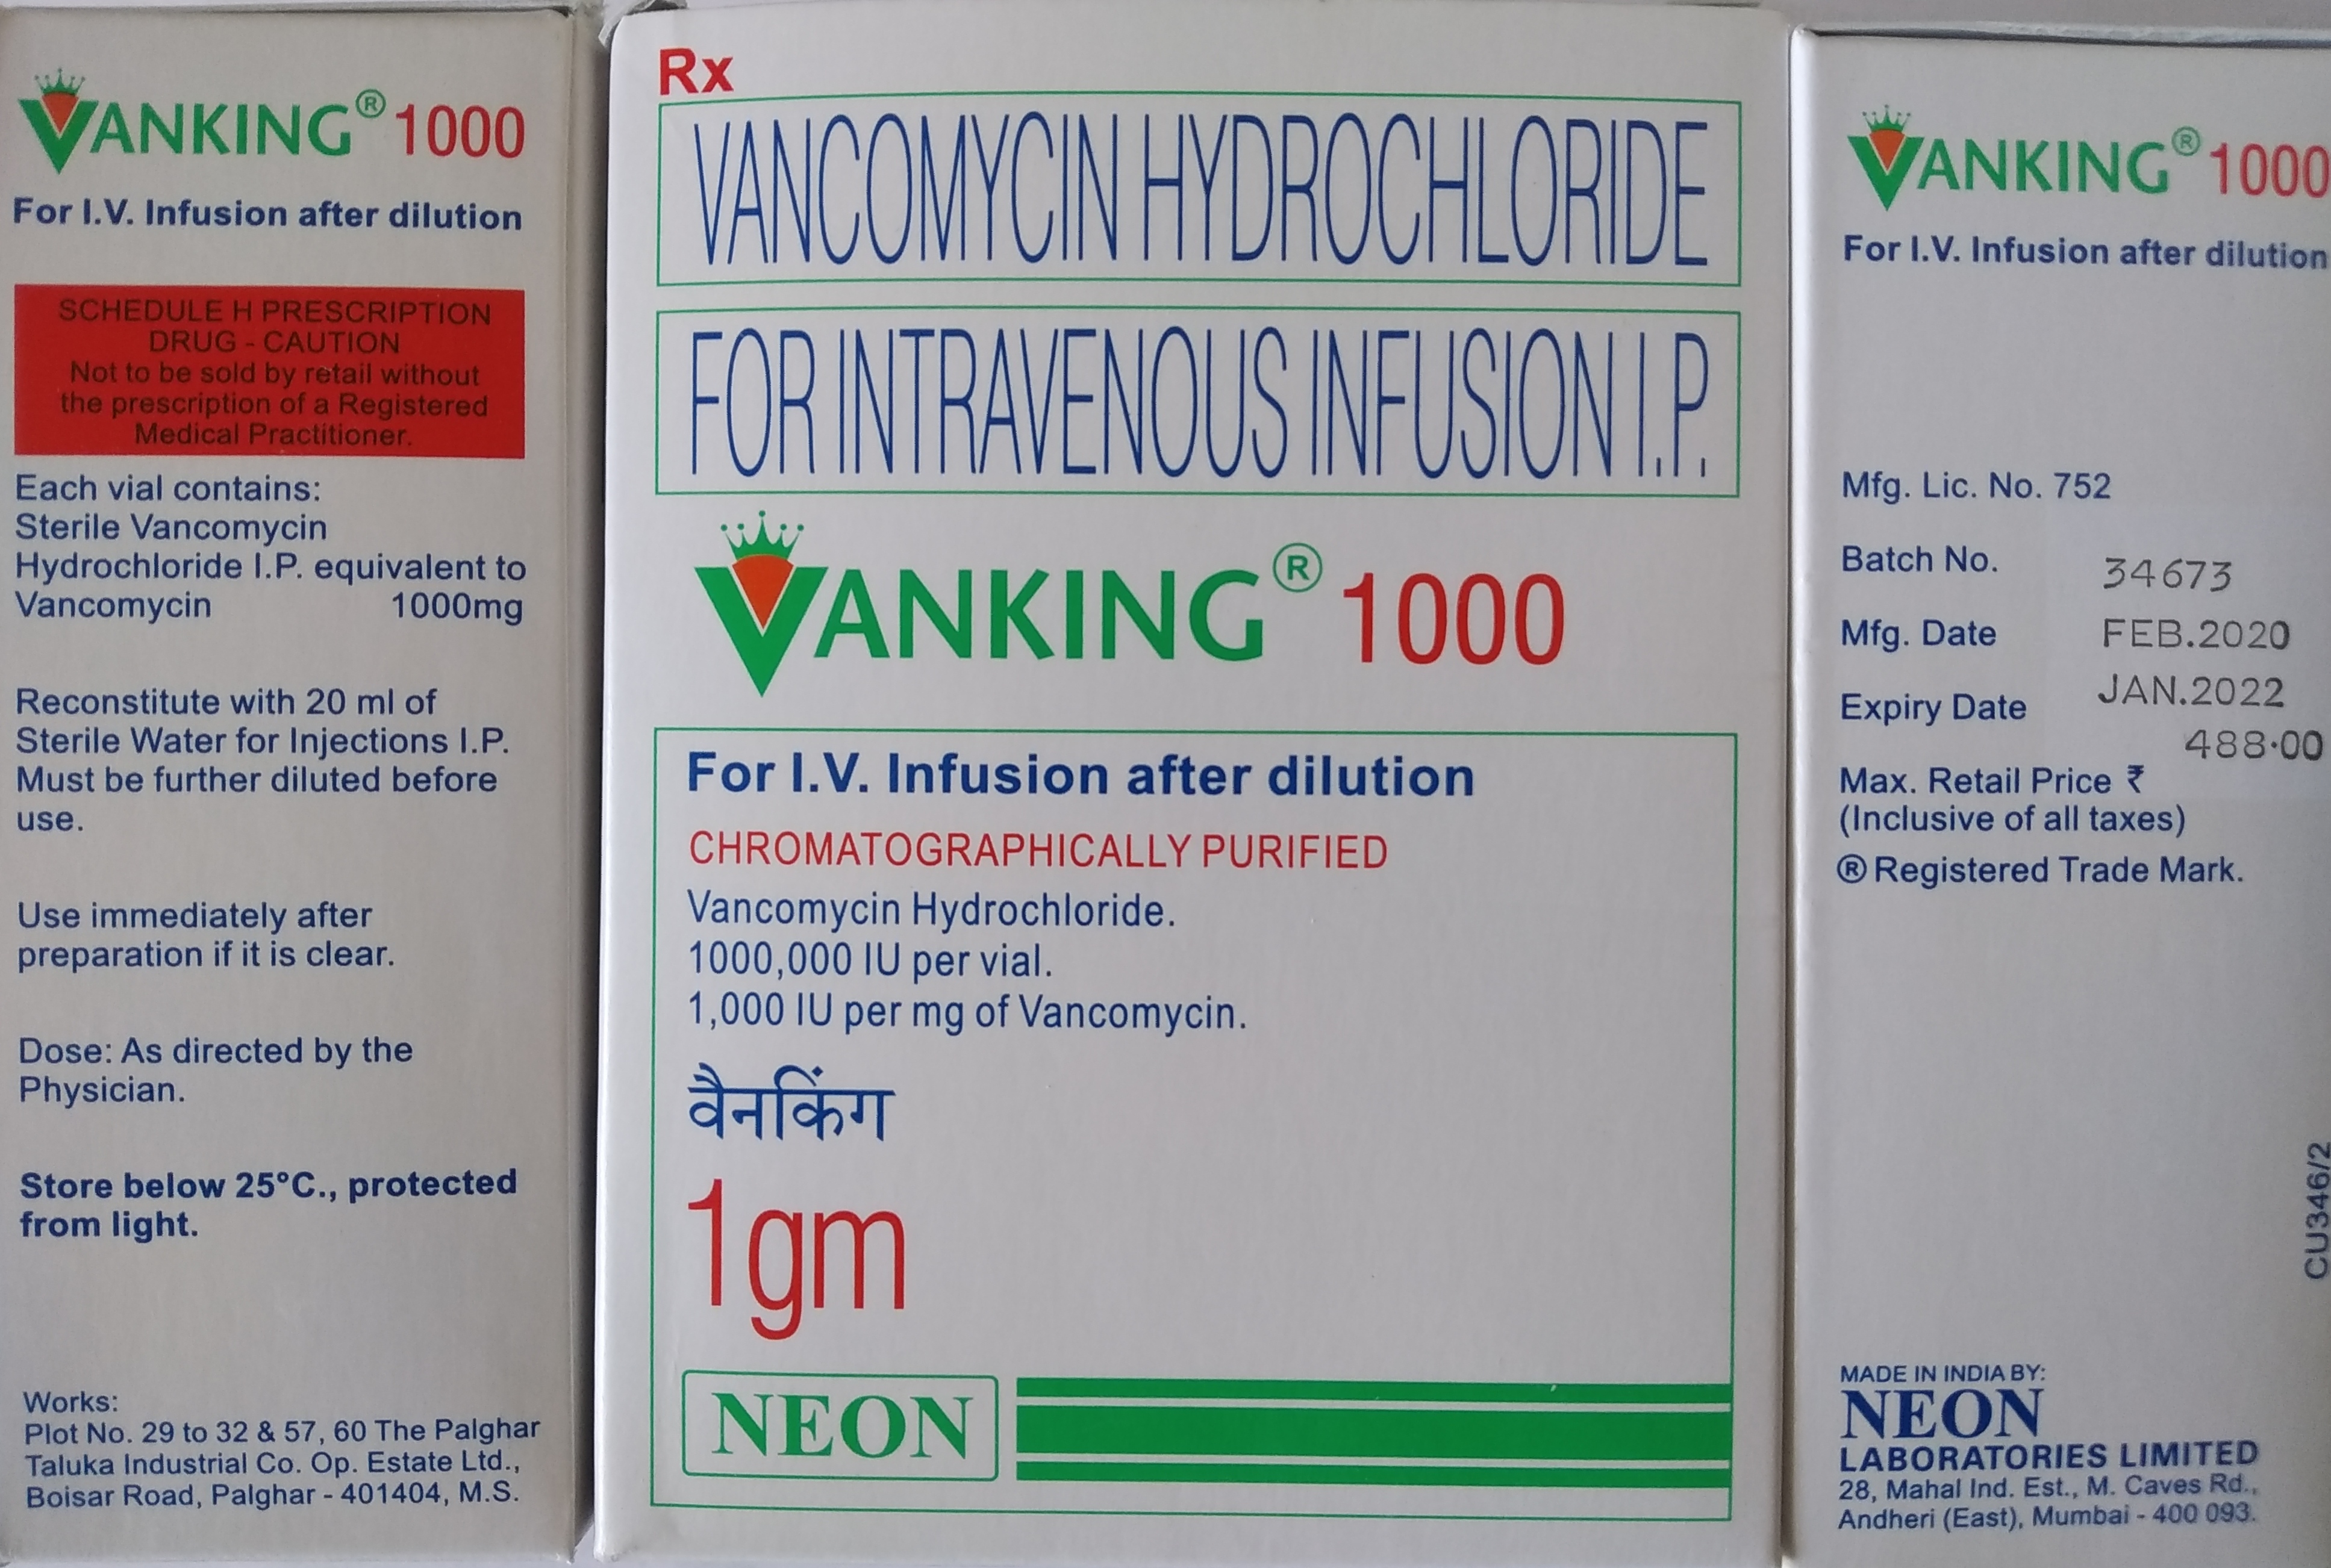 VANKING® 1000
For I.V. Infusion after dilution
SCHEDULE H PRESCRIPTION
DRUG - CAUTION
Not to be sold by retail without
the prescription of a Registered
Medical Practitioner.
Each vial contains:
Sterile Vancomycin
Hydrochloride I.P. equivalent to
Vancomycin 1000mg
Reconstitute with 20 ml of
Sterile Water for Injections I.P.
Must be further diluted before
use.
Use immediately after
preparation if it is clear.
Dose: As directed by the
Physician.
Store below 25°C., protected
from light.
Works:
Plot No. 29 to 32 & 57, 60 The Palghar
Taluka Industrial Co. Op. Estate Ltd.,
Boisar Road, Palghar - 401404, M.S.
Rx
VANCOMYCIN HYDROCHLORIDE
FOR INTRAVENOUS INFUSION I.P.
VANKING® 1000
For I.V. Infusion after dilution
CHROMATOGRAPHICALLY PURIFIED
Vancomycin Hydrochloride.
1000,000 IU per vial.
1,000 IU per mg of Vancomycin.
वैनकिंग
1gm
NEON
VANKING® 1000
For I.V. Infusion after dilution
Mfg. Lic. No. 752
Batch No. 34673
Mfg. Date FEB.2020
Expiry Date JAN.2022
Max. Retail Price ₹ 488.00
(Inclusive of all taxes)
® Registered Trade Mark.
CU346/2
MADE IN INDIA BY:
NEON
LABORATORIES LIMITED
28, Mahal Ind. Est., M. Caves Rd.,
Andheri (East), Mumbai - 400 093.